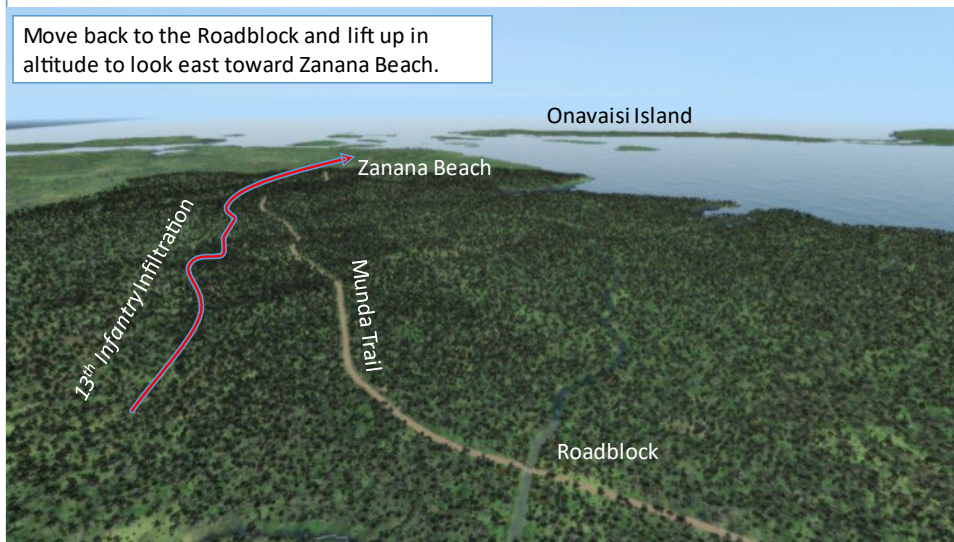 Move back to the Roadblock and lift up in
altitude to look east toward Zanana Beach.
Onavaisi Island
Zanana Beach
13th Infantry Infiltration
Munda Trail
Roadblock